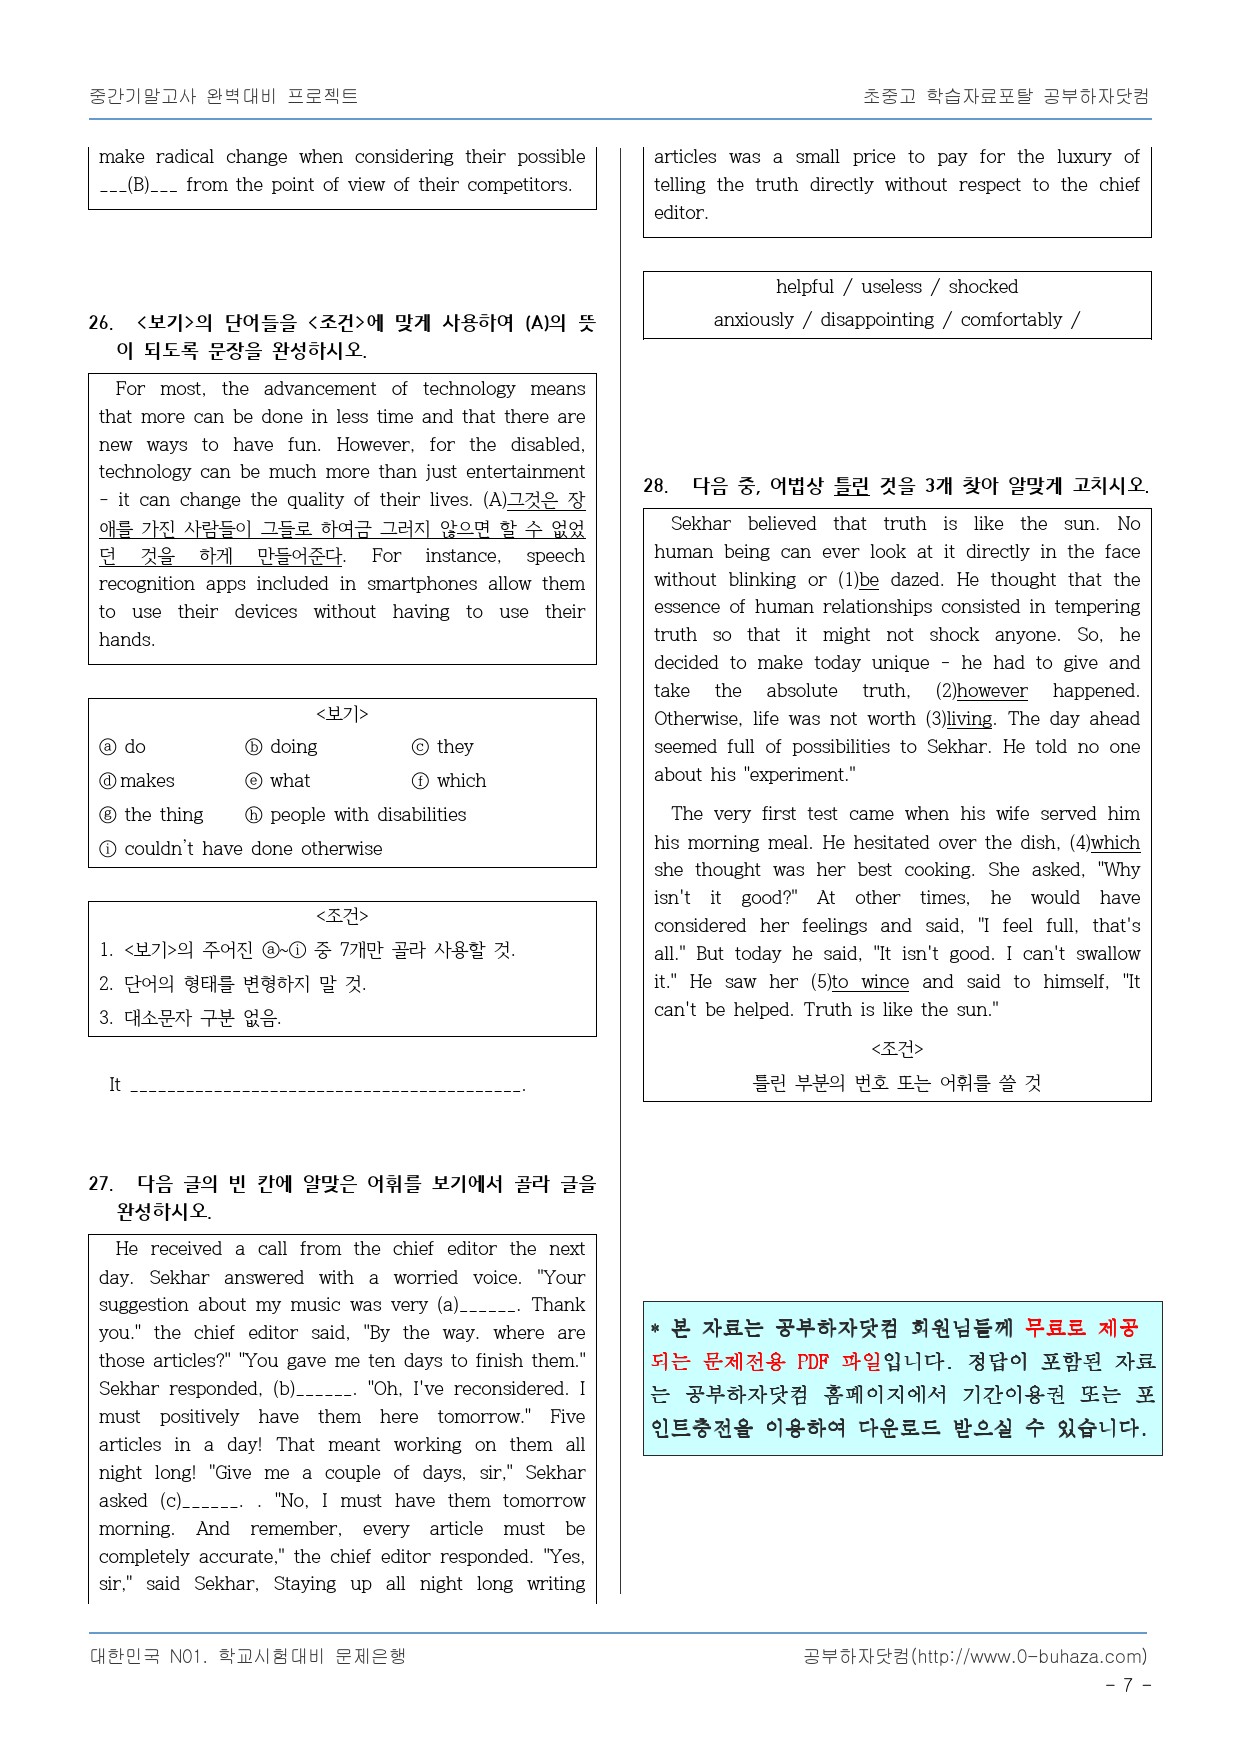 중간기말고사 완벽대비 프로젝트
초중고 학습자료포탈 공부하자닷컴
make radical change when considering their possible
___(B)___ from the point of view of their competitors.
26. <보기>의 단어들을 <조건>에 맞게 사용하여 (A)의 뜻
이 되도록 문장을 완성하시오.
For most, the advancement of technology means
that more can be done in less time and that there are
new ways to have fun. However, for the disabled,
technology can be much more than just entertainment
- it can change the quality of their lives. (A)그것은 장
애를 가진 사람들이 그들로 하여금 그러지 않으면 할 수 없었
던 것을 하게 만들어준다. For instance, speech
recognition apps included in smartphones allow them
to use their devices without having to use their
hands.
<보기>
ⓐ do ⓑ doing ⓒ they
ⓓ makes ⓔ what ⓕ which
ⓖ the thing ⓗ people with disabilities
ⓘ couldn't have done otherwise
<조건>
1. <보기>의 주어진 ⓐ~ⓘ 중 7개만 골라 사용할 것.
2. 단어의 형태를 변형하지 말 것.
3. 대소문자 구분 없음.
It __________________________________________.
27. 다음 글의 빈 칸에 알맞은 어휘를 보기에서 골라 글을
완성하시오.
He received a call from the chief editor the next
day. Sekhar answered with a worried voice. "Your
suggestion about my music was very (a)______. Thank
you." the chief editor said, "By the way. where are
those articles?" "You gave me ten days to finish them."
Sekhar responded, (b)______. "Oh, I've reconsidered. I
must positively have them here tomorrow." Five
articles in a day! That meant working on them all
night long! "Give me a couple of days, sir," Sekhar
asked (c)______. . "No, I must have them tomorrow
morning. And remember, every article must be
completely accurate," the chief editor responded. "Yes,
sir," said Sekhar, Staying up all night long writing
articles was a small price to pay for the luxury of
telling the truth directly without respect to the chief
editor.
helpful / useless / shocked
anxiously / disappointing / comfortably /
28. 다음 중, 어법상 틀린 것을 3개 찾아 알맞게 고치시오.
Sekhar believed that truth is like the sun. No
human being can ever look at it directly in the face
without blinking or (1)be dazed. He thought that the
essence of human relationships consisted in tempering
truth so that it might not shock anyone. So, he
decided to make today unique - he had to give and
take the absolute truth, (2)however happened.
Otherwise, life was not worth (3)living. The day ahead
seemed full of possibilities to Sekhar. He told no one
about his "experiment."
The very first test came when his wife served him
his morning meal. He hesitated over the dish, (4)which
she thought was her best cooking. She asked, "Why
isn't it good?" At other times, he would have
considered her feelings and said, "I feel full, that's
all." But today he said, "It isn't good. I can't swallow
it." He saw her (5)to wince and said to himself, "It
can't be helped. Truth is like the sun."
<조건>
틀린 부분의 번호 또는 어휘를 쓸 것
* 본 자료는 공부하자닷컴 회원님들께 무료로 제공
되는 문제전용 PDF 파일입니다. 정답이 포함된 자료
는 공부하자닷컴 홈페이지에서 기간이용권 또는 포
인트충전을 이용하여 다운로드 받으실 수 있습니다.
대한민국 N01. 학교시험대비 문제은행
공부하자닷컴(http://www.0-buhaza.com)
- 7 -